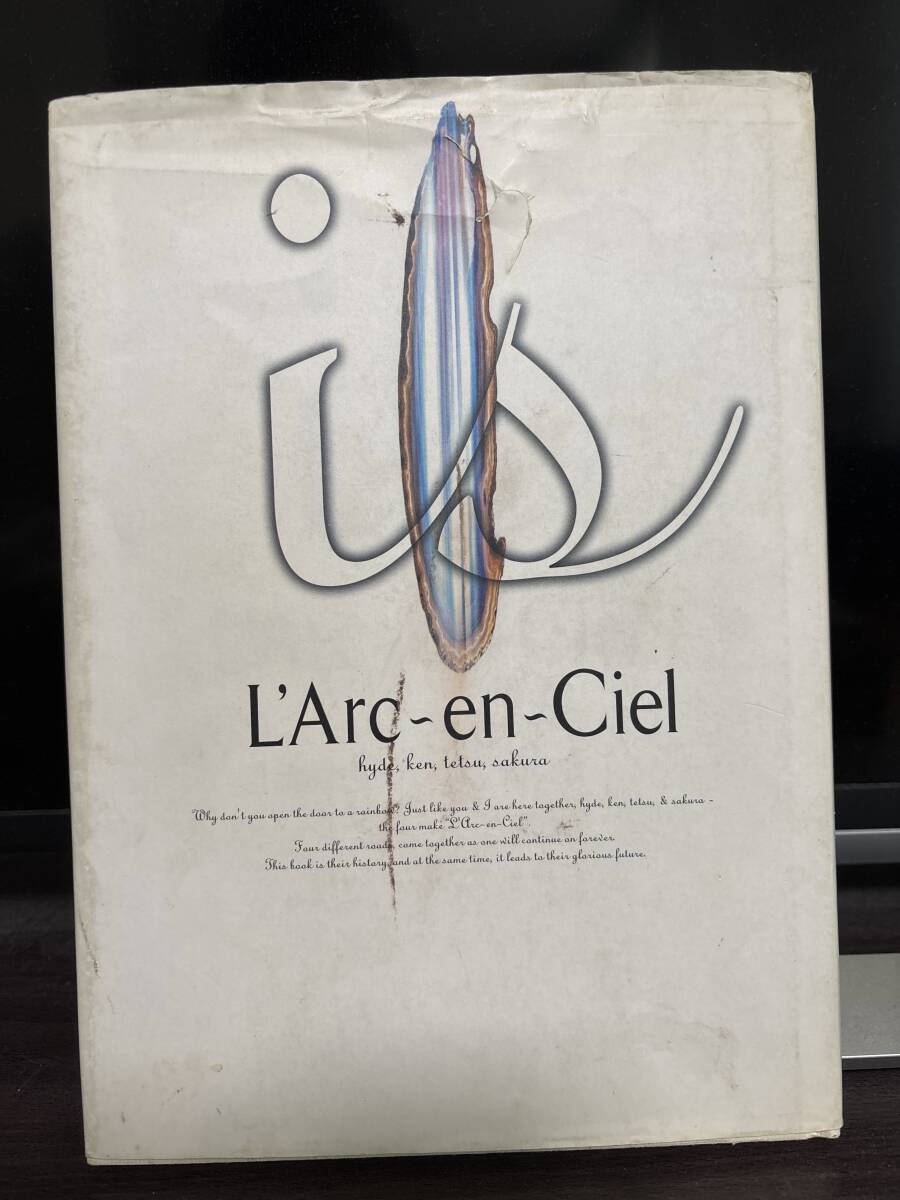 is
L'Arc~en~Ciel
hyde, ken, tetsu, sakura
Why don't you open the door to a rainbow? Just like you & I are here together, hyde, ken, tetsu, & sakura -
the four make "L'Arc-en-Ciel".
Four different roads, come together as one will continue on forever.
This book is their history, and at the same time, it leads to their glorious future.